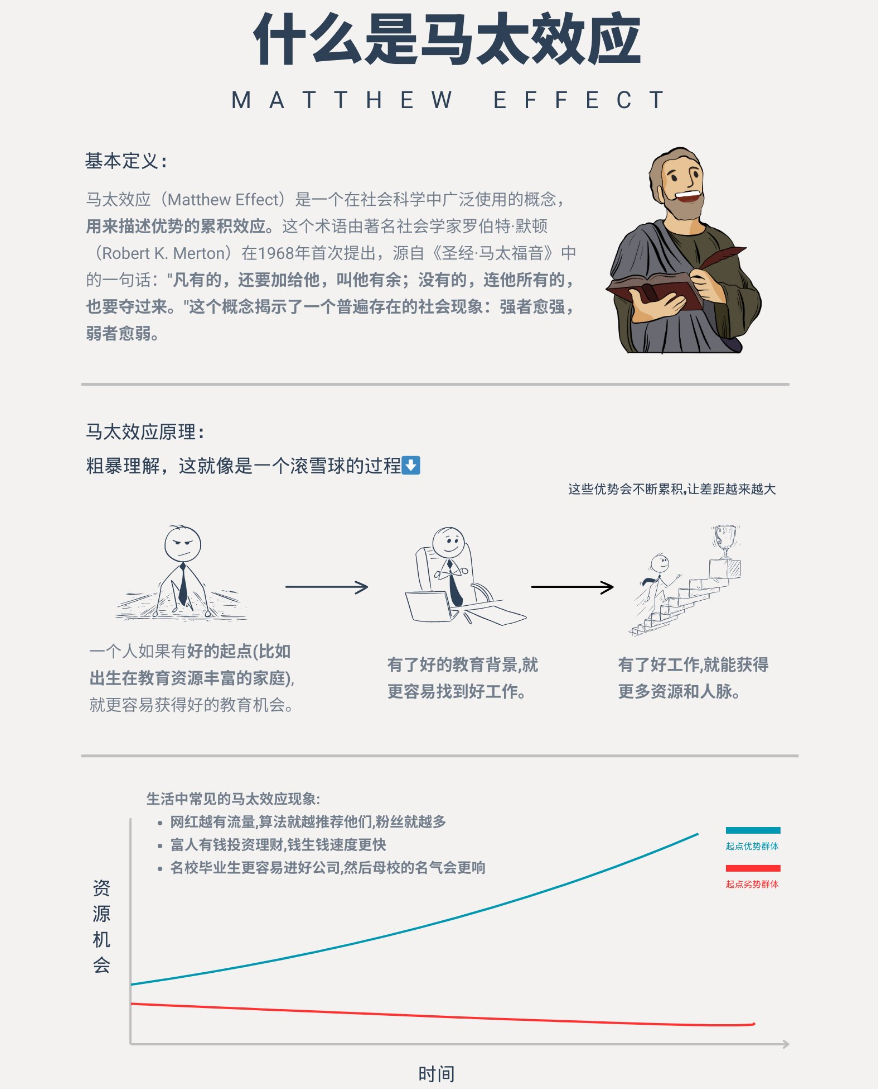 什么是马太效应
MATTHEW EFFECT
基本定义：
马太效应（Matthew Effect）是一个在社会科学中广泛使用的概念，
用来描述优势的累积效应。这个术语由著名社会学家罗伯特·默顿
（Robert K. Merton）在1968年首次提出，源自《圣经·马太福音》中
的一句话："凡有的，还要加给他，叫他有余；没有的，连他所有的，
也要夺过来。"这个概念揭示了一个普遍存在的社会现象：强者愈强，
弱者愈弱。
马太效应原理：
粗暴理解，这就像是一个滚雪球的过程⬇️
这些优势会不断累积,让差距越来越大
一个人如果有好的起点(比如
出生在教育资源丰富的家庭),
就更容易获得好的教育机会。
有了好的教育背景,就
更容易找到好工作。
有了好工作,就能获得
更多资源和人脉。
生活中常见的马太效应现象:
• 网红越有流量,算法就越推荐他们,粉丝就越多
• 富人有钱投资理财,钱生钱速度更快
• 名校毕业生更容易进好公司,然后母校的名气会更响
起点优势群体
起点劣势群体
资源机会
时间